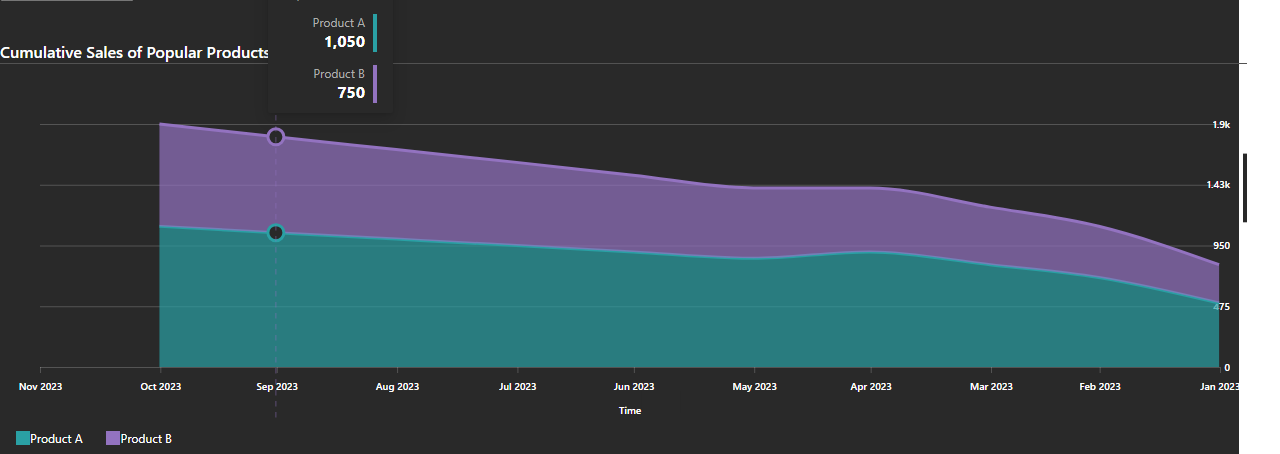 Product A
1,050
Cumulative Sales of Popular Products
Product B
750
1.9k
1.43k
950
475
0
Nov 2023 Oct 2023 Sep 2023 Aug 2023 Jul 2023 Jun 2023 May 2023 Apr 2023 Mar 2023 Feb 2023 Jan 2023
Time
Product A Product B